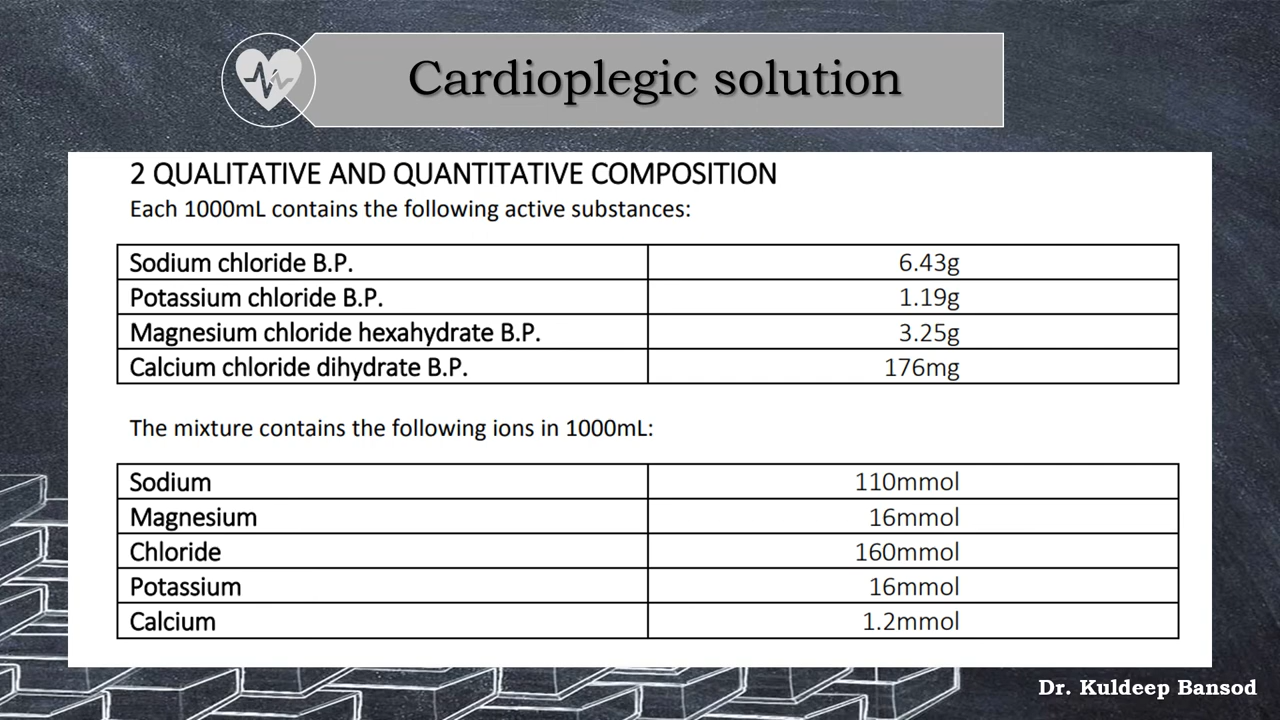 Cardioplegic solution
2 QUALITATIVE AND QUANTITATIVE COMPOSITION
Each 1000mL contains the following active substances:
Sodium chloride B.P. 6.43g
Potassium chloride B.P. 1.19g
Magnesium chloride hexahydrate B.P. 3.25g
Calcium chloride dihydrate B.P. 176mg
The mixture contains the following ions in 1000mL:
Sodium 110mmol
Magnesium 16mmol
Chloride 160mmol
Potassium 16mmol
Calcium 1.2mmol
Dr. Kuldeep Bansod